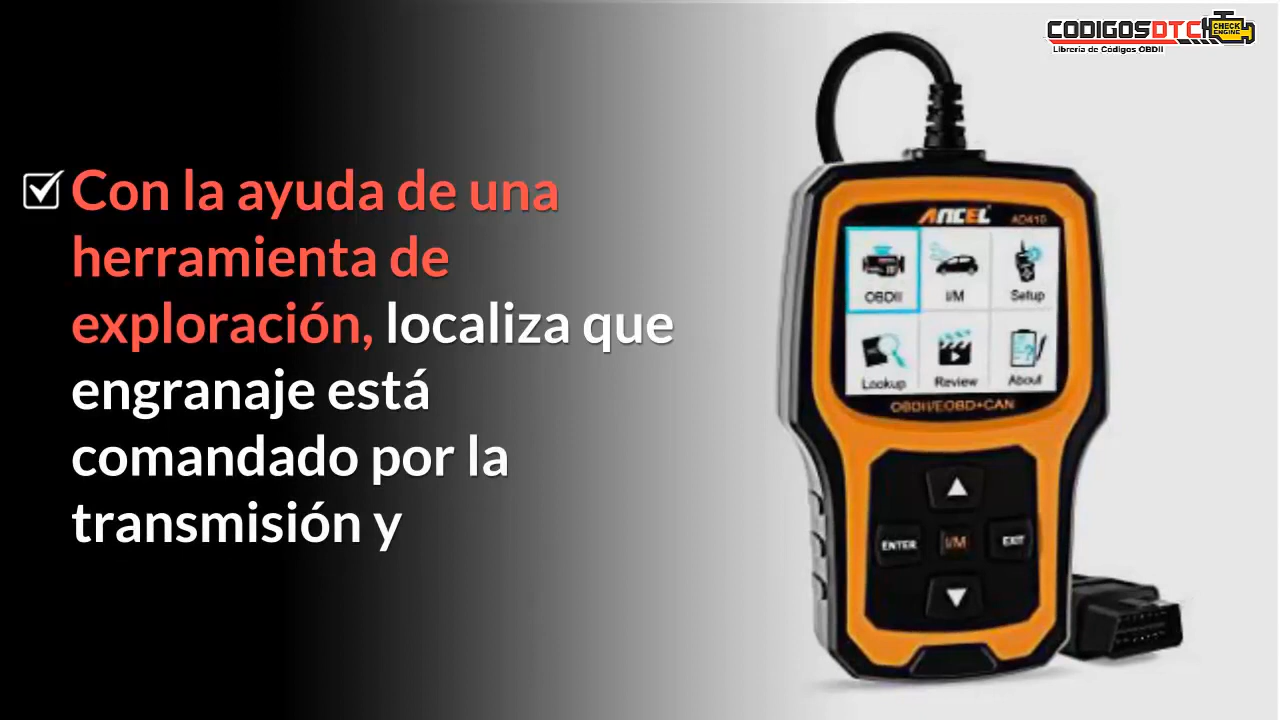 CODIGOSDTC
CHECK
ENGINE
Libreria de Códigos OBDII
Con la ayuda de una
herramienta de
exploración, localiza que
engranaje está
comandado por la
transmisión y
ANCEL
AD410
OBDII
I/M
Setup
Lookup
Review
About
OBDII/EOBD+CAN
ENTER
I/M
EXIT